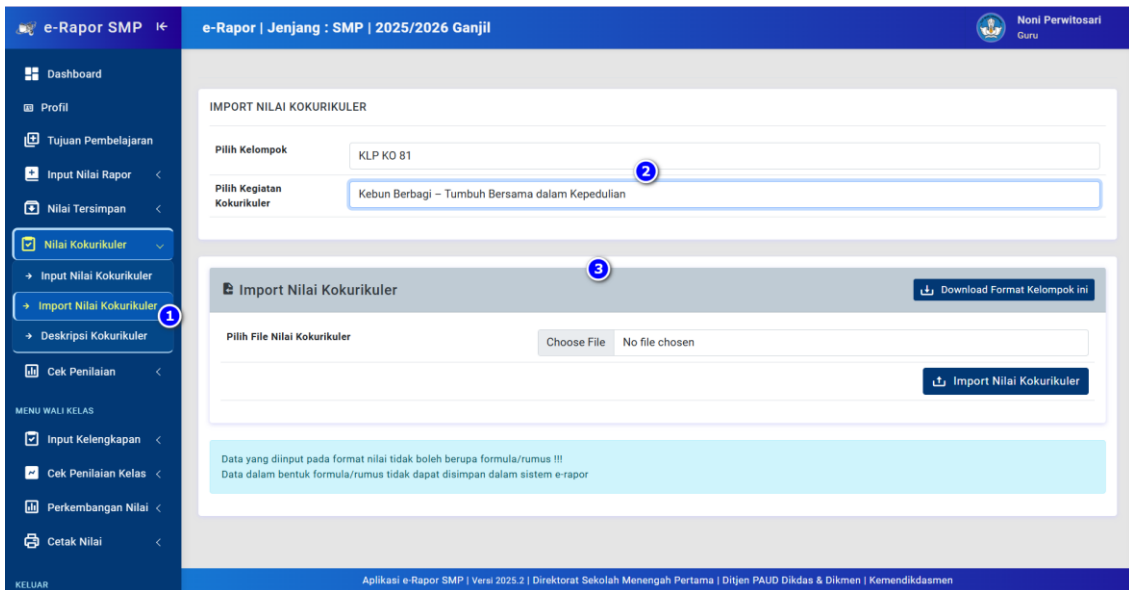 e-Rapor SMP
e-Rapor | Jenjang : SMP | 2025/2026 Ganjil
Noni Perwitosari
Guru
Dashboard
Profil
Tujuan Pembelajaran
Input Nilai Rapor
Nilai Tersimpan
Nilai Kokurikuler
Input Nilai Kokurikuler
Import Nilai Kokurikuler
1
Deskripsi Kokurikuler
Cek Penilaian
MENU WALI KELAS
Input Kelengkapan
Cek Penilaian Kelas
Perkembangan Nilai
Cetak Nilai
KELUAR
IMPORT NILAI KOKURIKULER
Pilih Kelompok
KLP KO 81
2
Pilih Kegiatan
Kokurikuler
Kebun Berbagi – Tumbuh Bersama dalam Kepedulian
3
Import Nilai Kokurikuler
Download Format Kelompok ini
Pilih File Nilai Kokurikuler
Choose File No file chosen
Import Nilai Kokurikuler
Data yang diinput pada format nilai tidak boleh berupa formula/rumus !!!
Data dalam bentuk formula/rumus tidak dapat disimpan dalam sistem e-rapor
Aplikasi e-Rapor SMP | Versi 2025.2 | Direktorat Sekolah Menengah Pertama | Ditjen PAUD Dikdas & Dikmen | Kemendikdasmen